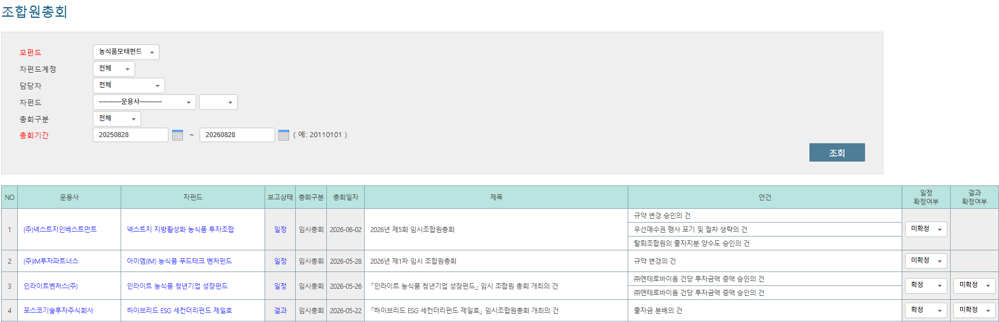 조합원총회
모펀드 농식품모태펀드
자펀드계정 전체
담당자 전체
자펀드 ----------운용사----------
총회구분 전체
총회기간 20250828 ~ 20260828 ( 예: 20110101 )
조회
NO 운용사 자펀드 보고상태 총회구분 총회일자 제목 안건 일정 확정여부 결과 확정여부
1 (주)넥스트지인베스트먼트 넥스트지 지방활성화 농식품 투자조합 일정 임시총회 2026-06-02 2026년 제5회 임시조합원총회 규약 변경 승인의 건 미확정
우선매수권 행사 포기 및 절차 생략의 건
탈퇴조합원의 출자지분 양수도 승인의 건
2 (주)iM투자파트너스 아이엠(iM) 농식품 푸드테크 벤처펀드 일정 임시총회 2026-05-28 2026년 제1차 임시 조합원총회 규약 변경의 건 미확정
3 인라이트벤처스(주) 인라이트 농식품 청년기업 성장펀드 일정 임시총회 2026-05-26 「인라이트 농식품 청년기업 성장펀드」 임시 조합원 총회 개최의 건 ㈜엔테로바이옴 건당 투자금액 증액 승인의 건 확정 미확정
㈜엔테로바이옴 건당 투자금액 증액 승인의 건
4 포스코기술투자주식회사 하이브리드 ESG 세컨더리펀드 제일호 결과 임시총회 2026-05-22 「하이브리드 ESG 세컨더리펀드 제일호」 임시조합원총회 개최의 건 출자금 분배의 건 확정 미확정